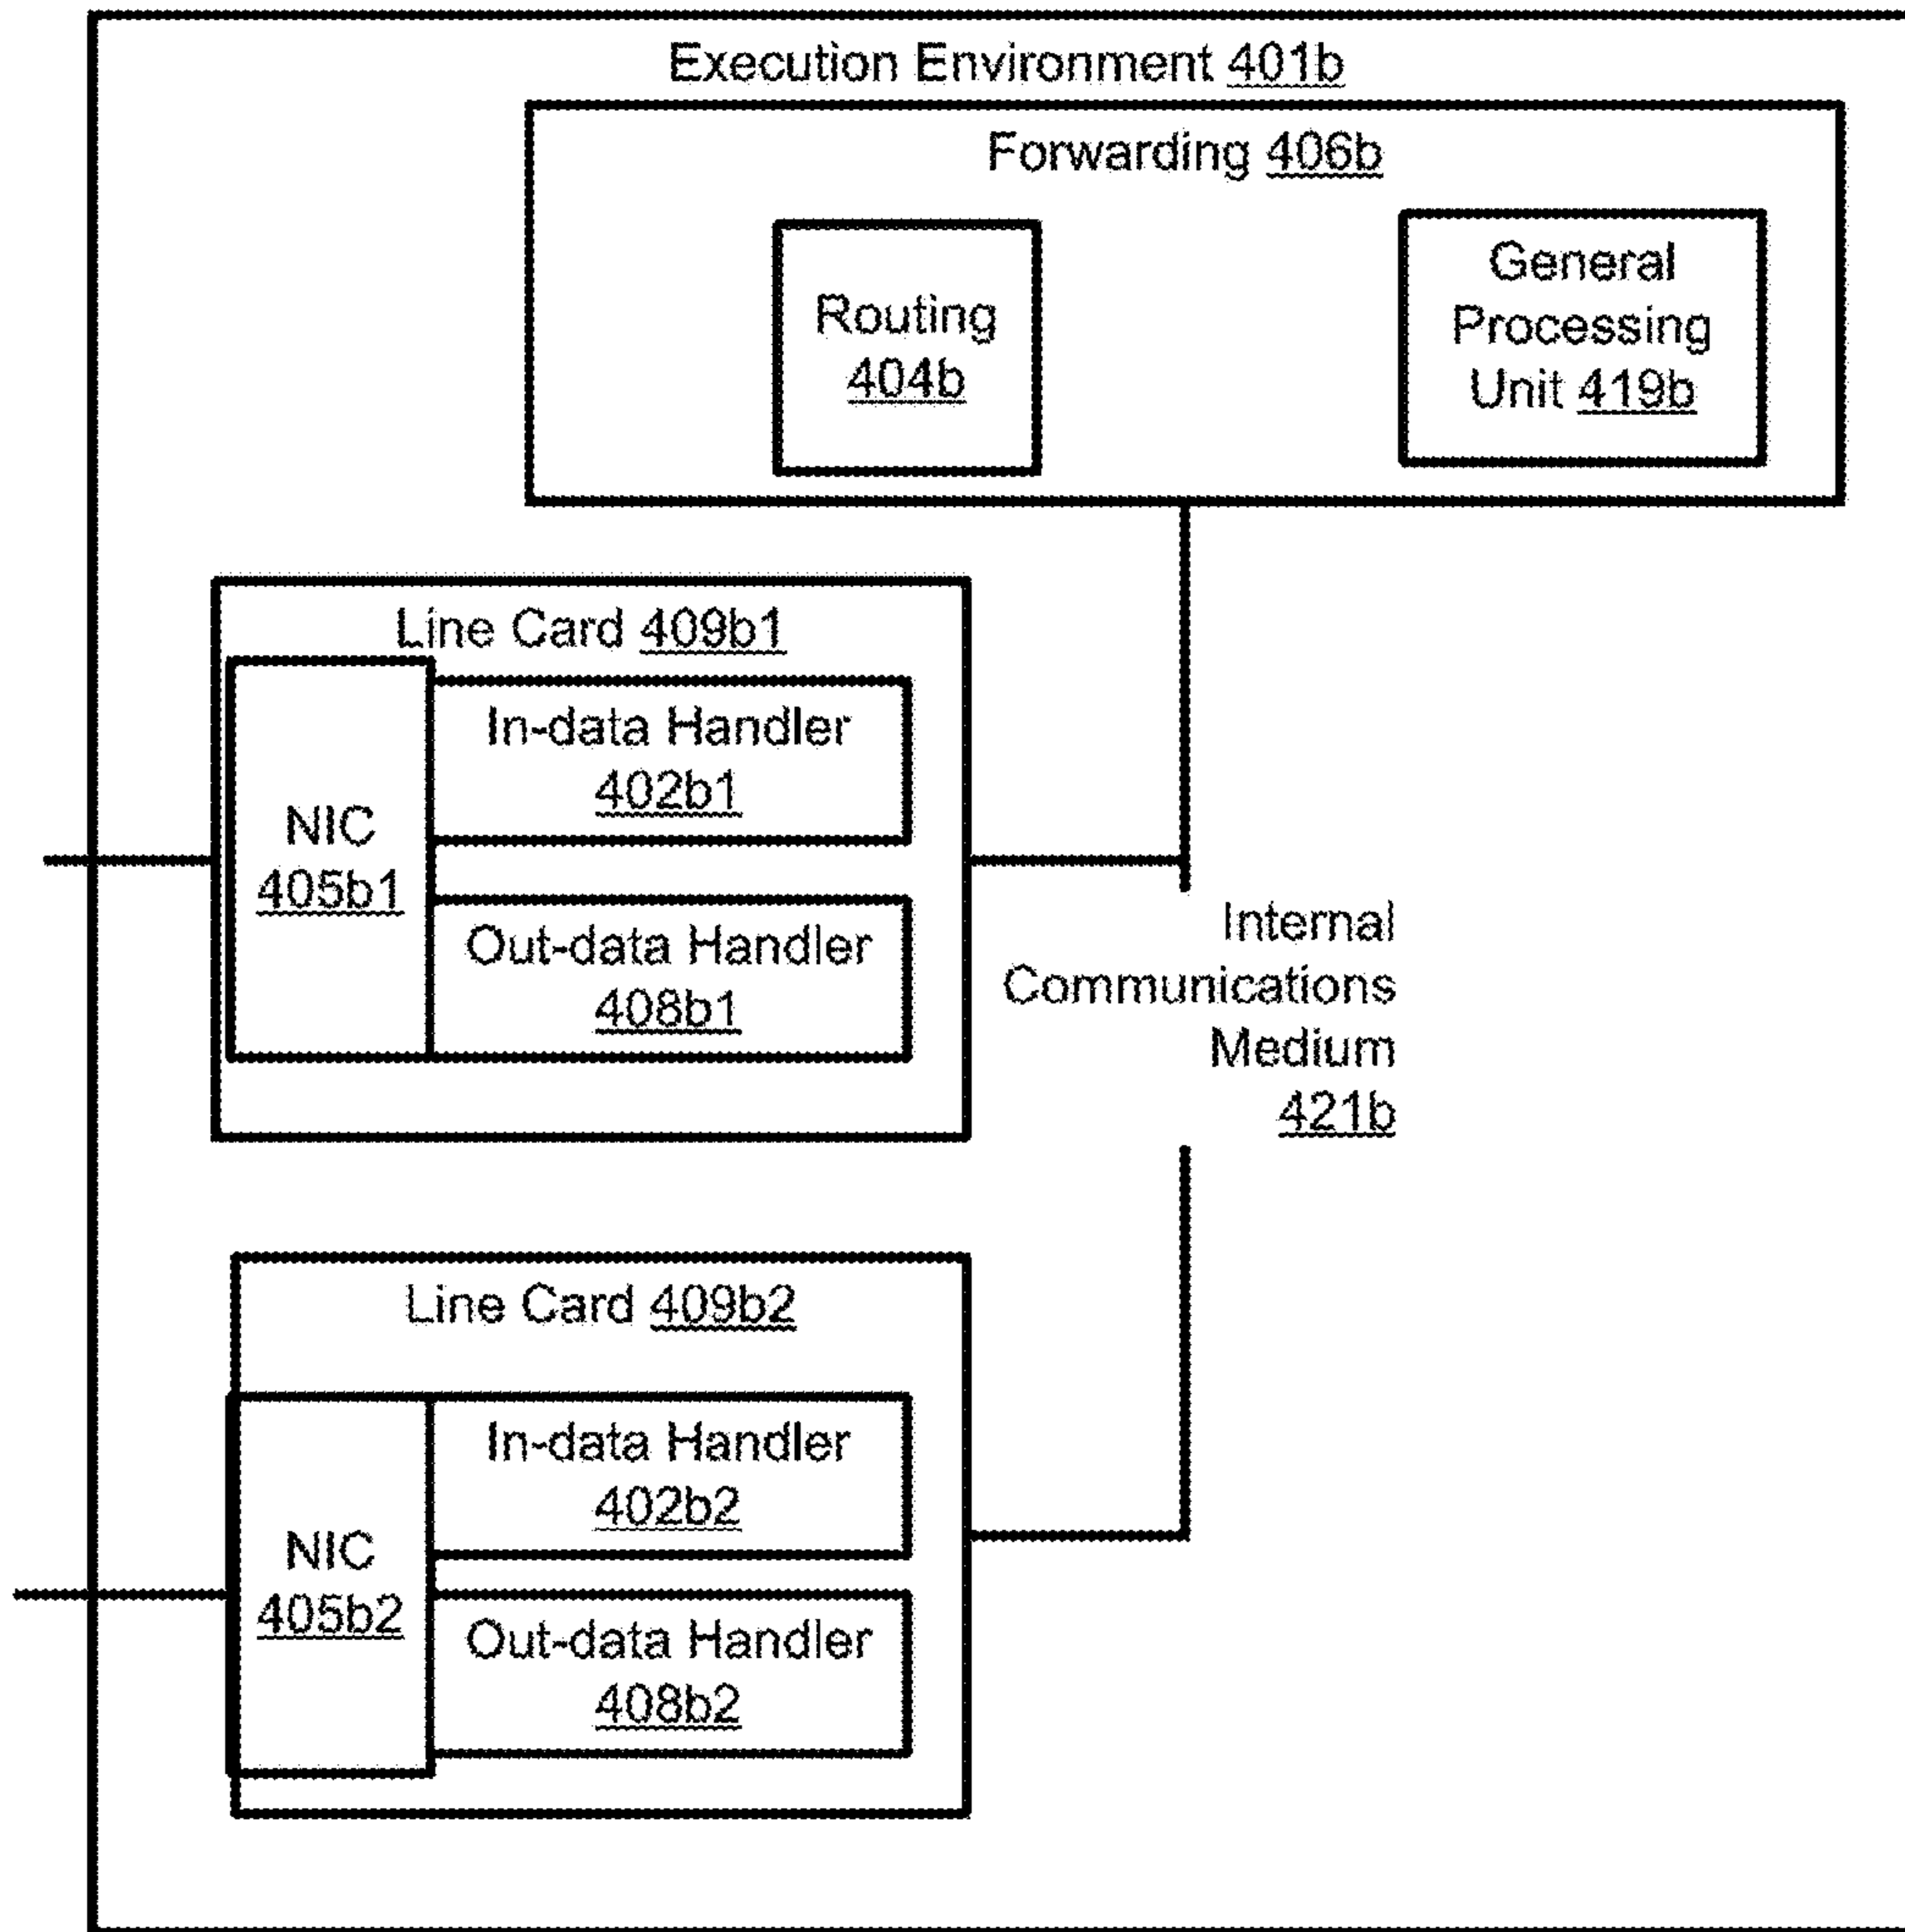 Execution Environment 401b
Forwarding 406b
Routing
404b
General
Processing
Unit 419b
Line Card 409b1
NIC
405b1
In-data Handler
402b1
Out-data Handler
408b1
Internal
Communications
Medium
421b
Line Card 409b2
NIC
405b2
In-data Handler
402b2
Out-data Handler
408b2